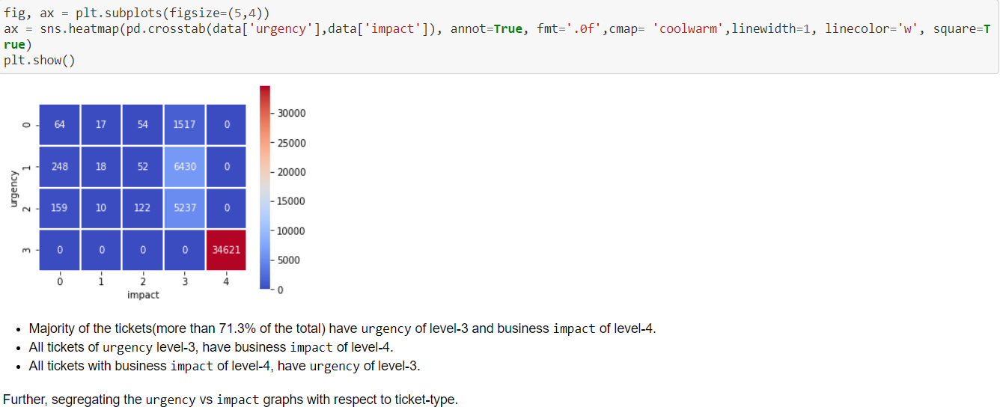 fig, ax = plt.subplots(figsize=(5,4))
ax = sns.heatmap(pd.crosstab(data['urgency'],data['impact']), annot=True, fmt='.0f',cmap= 'coolwarm',linewidth=1, linecolor='w', square=T
rue)
plt.show()
30000
25000
20000
15000
10000
5000
0
urgency
0 64 17 54 1517 0
1 248 18 52 6430 0
2 159 10 122 5237 0
3 0 0 0 0 34621
0 1 2 3 4
impact
• Majority of the tickets(more than 71.3% of the total) have urgency of level-3 and business impact of level-4.
• All tickets of urgency level-3, have business impact of level-4.
• All tickets with business impact of level-4, have urgency of level-3.
Further, segregating the urgency vs impact graphs with respect to ticket-type.